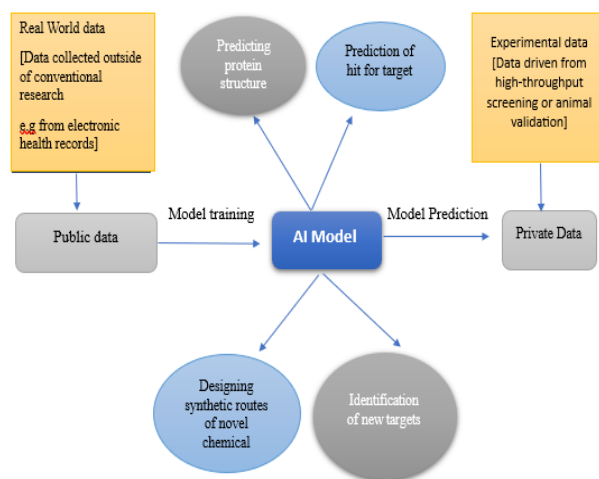 Real World data
[Data collected outside
of conventional
research
e.g from electronic
health records]
Predicting
protein
structure
Prediction of
hit for target
Experimental data
[Data driven from
high-throughput
screening or animal
validation]
Public data
Model training
AI Model
Model Prediction
Private Data
Designing
synthetic routes
of novel
chemical
Identification
of new targets